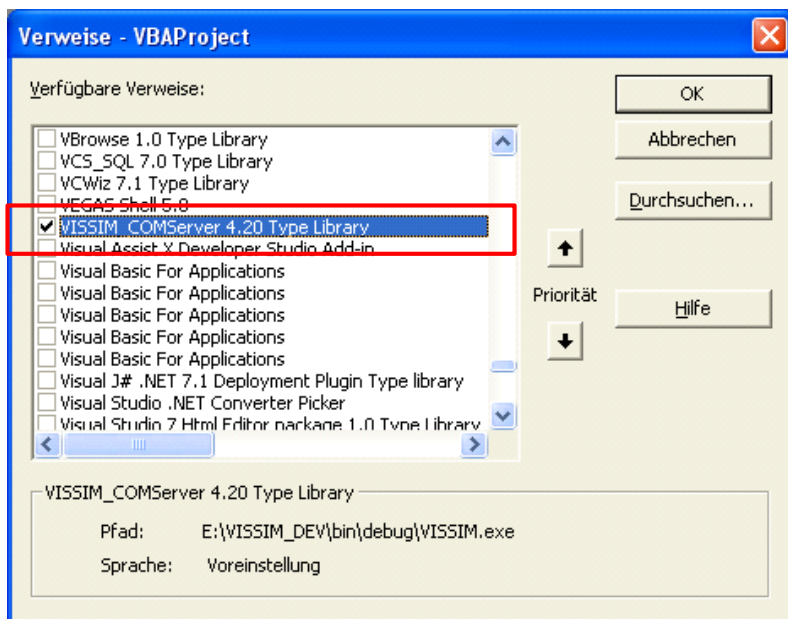 Verweise - VBAProject
Verfügbare Verweise:
OK
VBrowse 1.0 Type Library
Abbrechen
VCS_SQL 7.0 Type Library
VCWiz 7.1 Type Library
VEGAS Shell 5.0
Durchsuchen...
VISSIM_COMServer 4.20 Type Library
Visual Assist X Developer Studio Add-in
Visual Basic For Applications
Visual Basic For Applications
Priorität
Visual Basic For Applications
Hilfe
Visual Basic For Applications
Visual Basic For Applications
Visual J# .NET 7.1 Deployment Plugin Type library
Visual Studio .NET Converter Picker
Visual Studio 7 Html Editor package 1.0 Type Library
VISSIM_COMServer 4.20 Type Library
Pfad: E:\VISSIM_DEV\bin\debug\VISSIM.exe
Sprache: Voreinstellung